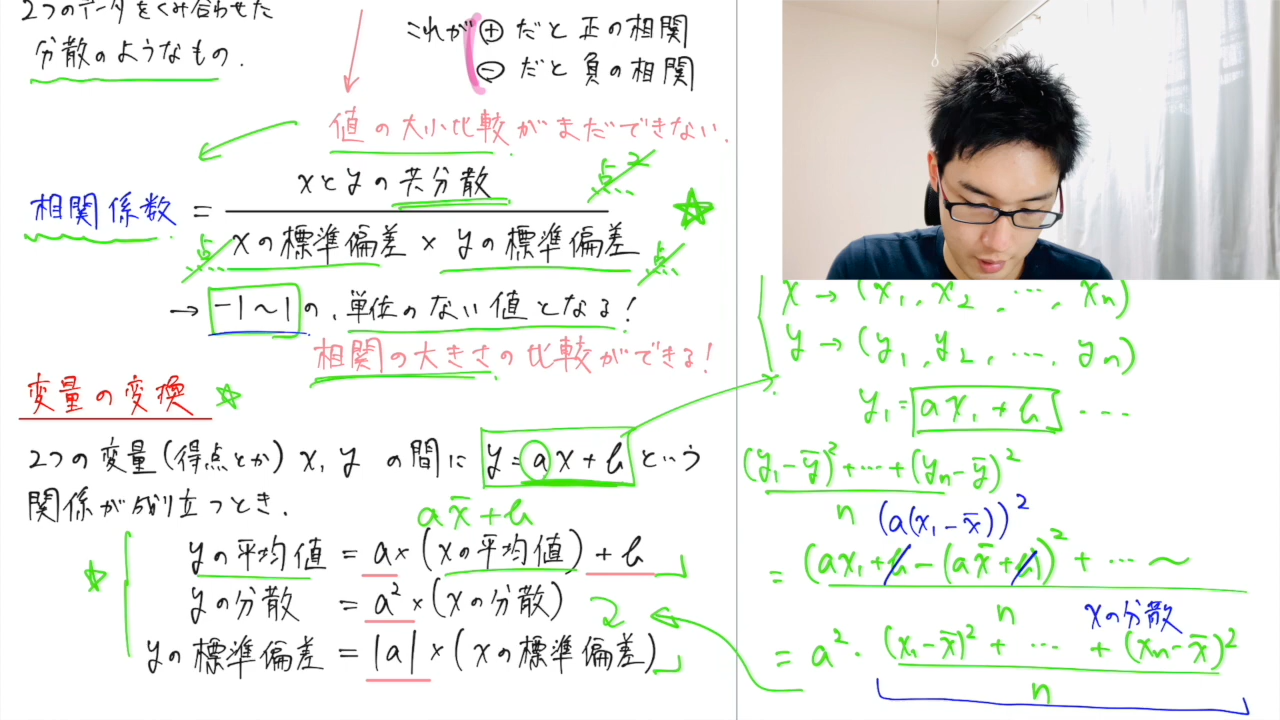 2つのデータをくみ合わせた
分散のようなもの.
これが ⊕ だと 正の相関
⊖ だと 負の相関
値の大小比較がまだできない.
相関係数 = xとyの共分散
点²
xの標準偏差 × yの標準偏差
点
点
→ -1〜1 の、単位のない値となる!
相関の大きさの比較ができる!
変量の変換
2つの変量(得点とか) x, y の間に y=ax+b という
関係が成り立つとき.
ax̄+b
yの平均値 = a×(xの平均値)+b
yの分散 = a²×(xの分散)
2
yの標準偏差 = |a|×(xの標準偏差)
x → (x₁, x₂, ..., xₙ)
y → (y₁, y₂, ..., yₙ)
y₁=ax₁+b ...
(y₁-ȳ)²+...+(yₙ-ȳ)²
n
(a(x₁-x̄))²
= (ax₁+b-(ax̄+b))²+...〜
n
xの分散
= a²・(x₁-x̄)²+ ... +(xₙ-x̄)²
n